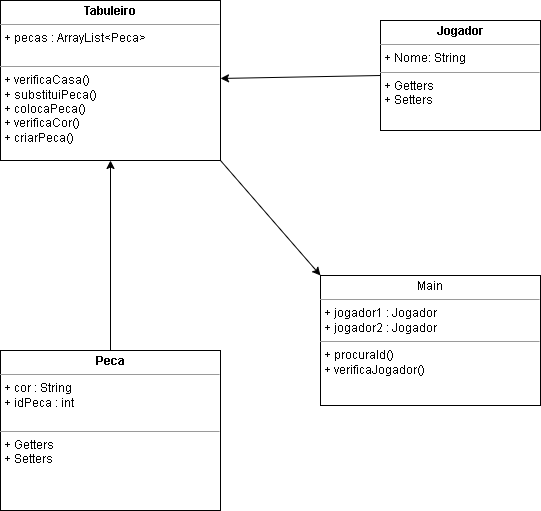 Tabuleiro
+ pecas : ArrayList<Peca>
+ verificaCasa()
+ substituiPeca()
+ colocaPeca()
+ verificaCor()
+ criarPeca()
Jogador
+ Nome: String
+ Getters
+ Setters
Main
+ jogador1 : Jogador
+ jogador2 : Jogador
+ procuraId()
+ verificaJogador()
Peca
+ cor : String
+ idPeca : int
+ Getters
+ Setters